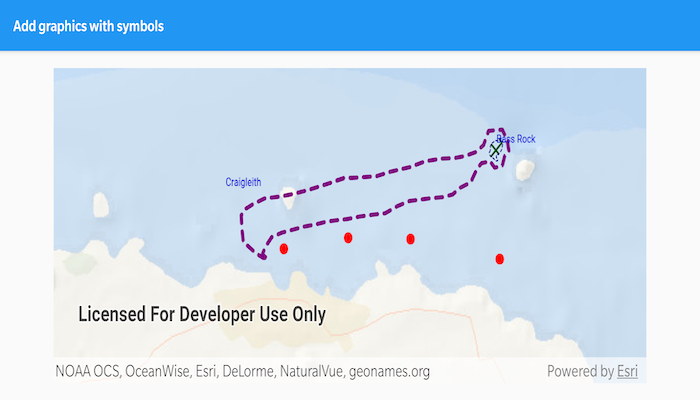 Add graphics with symbols
Bass Rock
Craigleith
Licensed For Developer Use Only
NOAA OCS, OceanWise, Esri, DeLorme, NaturalVue, geonames.org
Powered by Esri